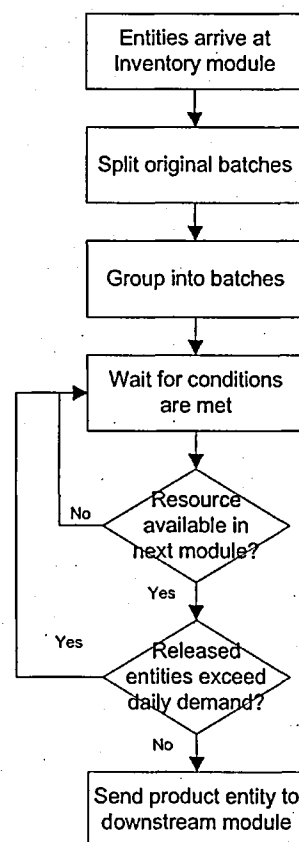 Entities arrive at
Inventory module
Split original batches
Group into batches
Wait for conditions
are met
No
Resource
available in
next module?
Yes
Yes
Released
entities exceed
daily demand?
No
Send product entity to
downstream module